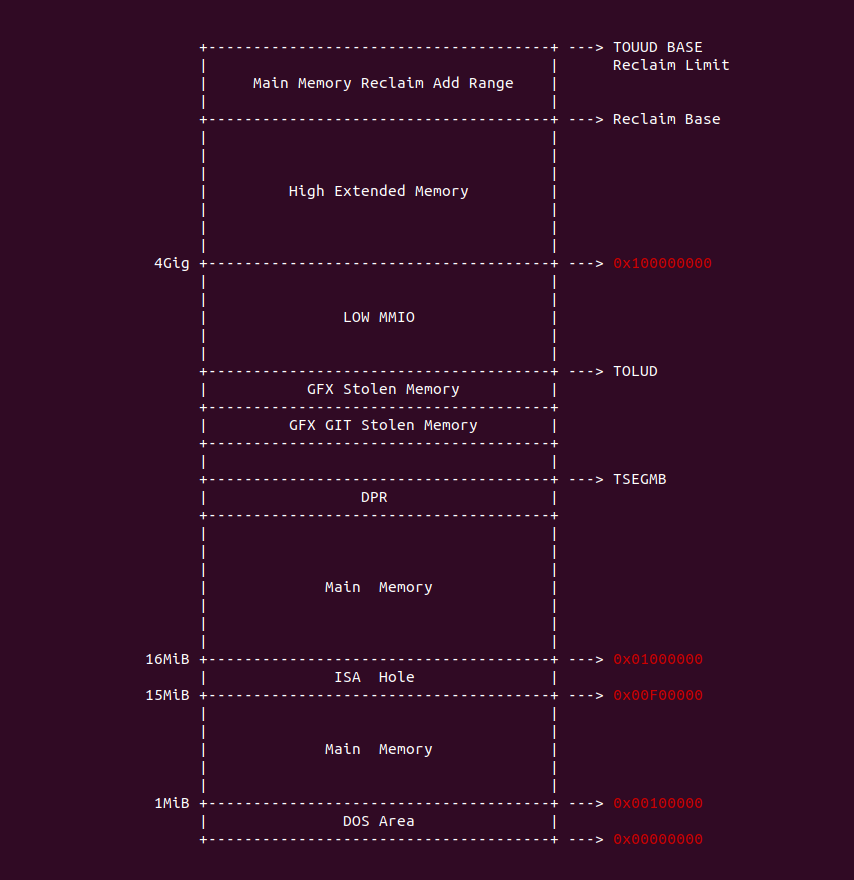 +--------------------------------------+ ---> TOUUD BASE
|                                      |      Reclaim Limit
|     Main Memory Reclaim Add Range    |
|                                      |
+--------------------------------------+ ---> Reclaim Base
|                                      |
|                                      |
|                                      |
|         High Extended Memory         |
|                                      |
|                                      |
|                                      |
4Gig +--------------------------------------+ ---> 0x100000000
|                                      |
|                                      |
|               LOW MMIO               |
|                                      |
|                                      |
+--------------------------------------+ ---> TOLUD
|           GFX Stolen Memory          |
+--------------------------------------+
|         GFX GIT Stolen Memory        |
+--------------------------------------+
|                                      |
+--------------------------------------+ ---> TSEGMB
|                 DPR                  |
+--------------------------------------+
|                                      |
|                                      |
|                                      |
|             Main  Memory             |
|                                      |
|                                      |
|                                      |
16MiB +--------------------------------------+ ---> 0x01000000
|              ISA  Hole               |
15MiB +--------------------------------------+ ---> 0x00F00000
|                                      |
|                                      |
|             Main  Memory             |
|                                      |
|                                      |
1MiB +--------------------------------------+ ---> 0x00100000
|               DOS Area               |
+--------------------------------------+ ---> 0x00000000